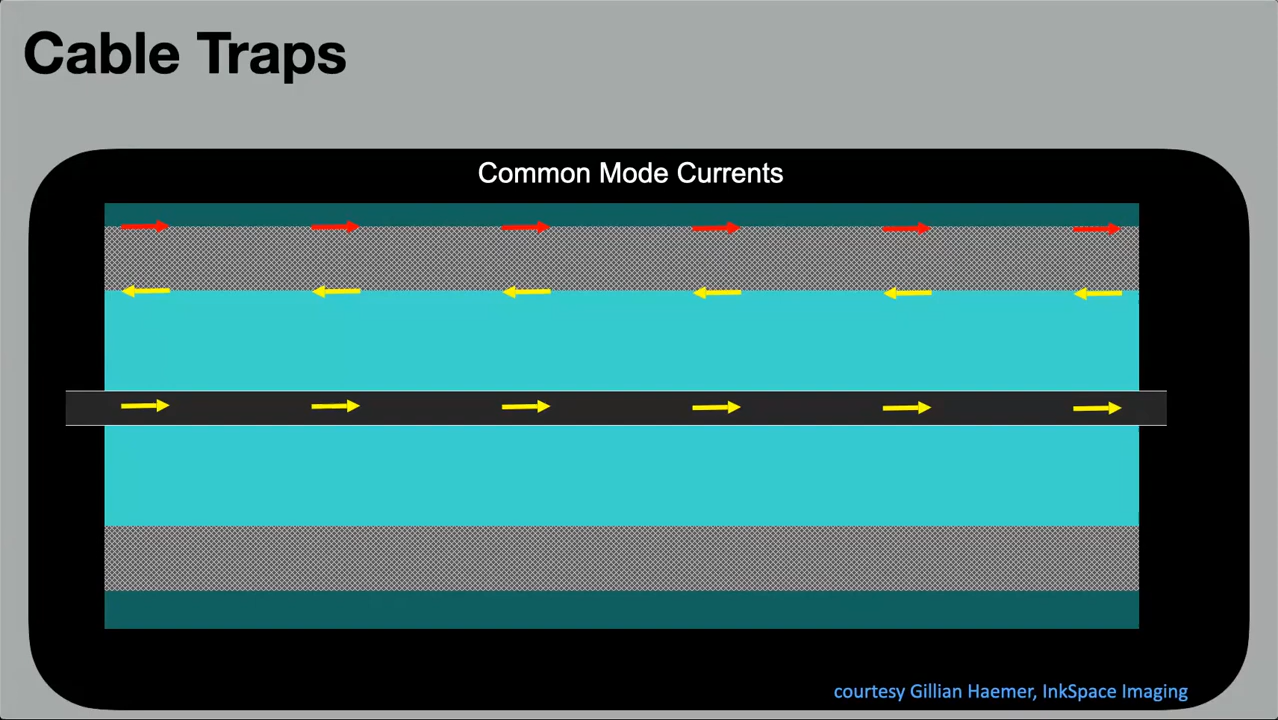 Cable Traps
Common Mode Currents
courtesy Gillian Haemer, InkSpace Imaging